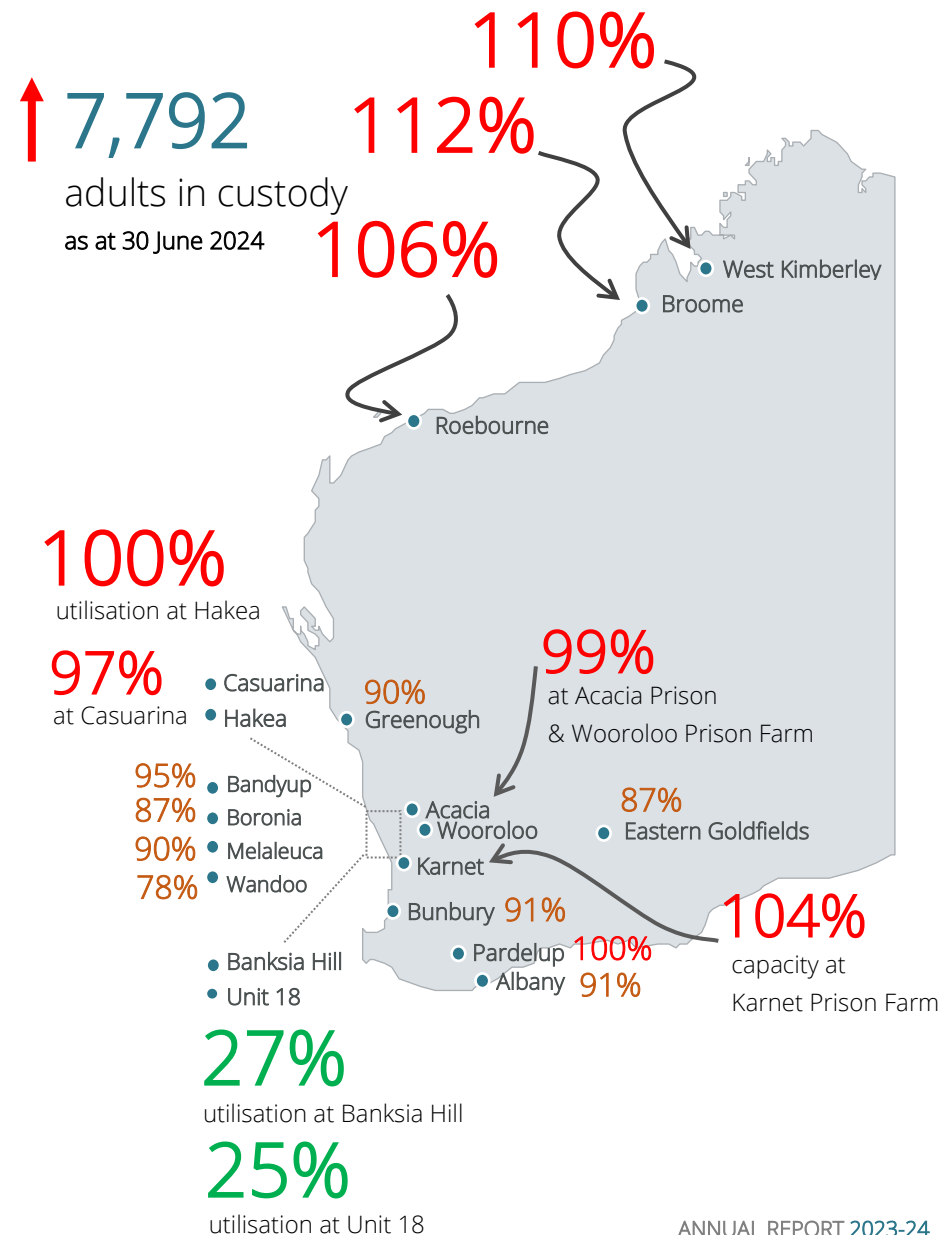 110%
7,792
112%
adults in custody
as at 30 June 2024
106%
West Kimberley
Broome
Roebourne
100%
utilisation at Hakea
97%
at Casuarina
Casuarina
Hakea
90%
Greenough
99%
at Acacia Prison
& Wooroloo Prison Farm
95%
Bandyup
87%
Boronia
90%
Melaleuca
78%
Wandoo
Acacia
Wooroloo
87%
Eastern Goldfields
Karnet
Bunbury 91%
104%
capacity at
Karnet Prison Farm
Pardelup 100%
Albany 91%
Banksia Hill
Unit 18
27%
utilisation at Banksia Hill
25%
utilisation at Unit 18
ANNUAL REPORT 2023-24